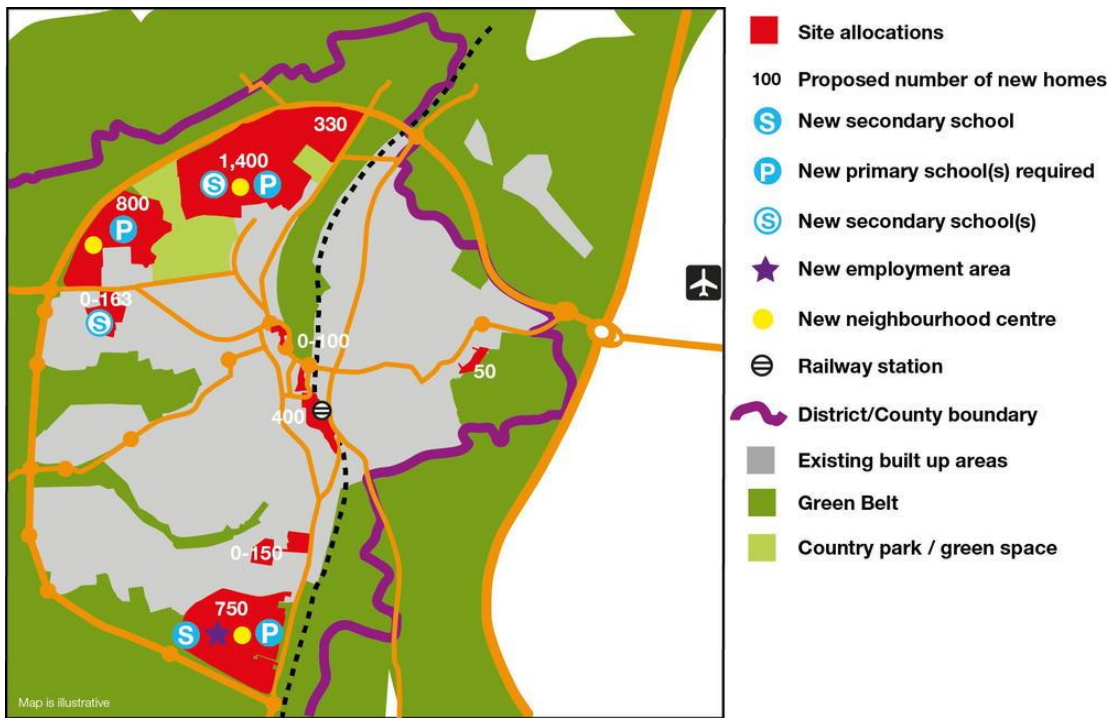 330
1,400
S
P
800
P
0-163
S
0-100
50
400
0-150
750
S
P
Map is illustrative
Site allocations
100 Proposed number of new homes
S New secondary school
P New primary school(s) required
S New secondary school(s)
New employment area
New neighbourhood centre
Railway station
District/County boundary
Existing built up areas
Green Belt
Country park / green space